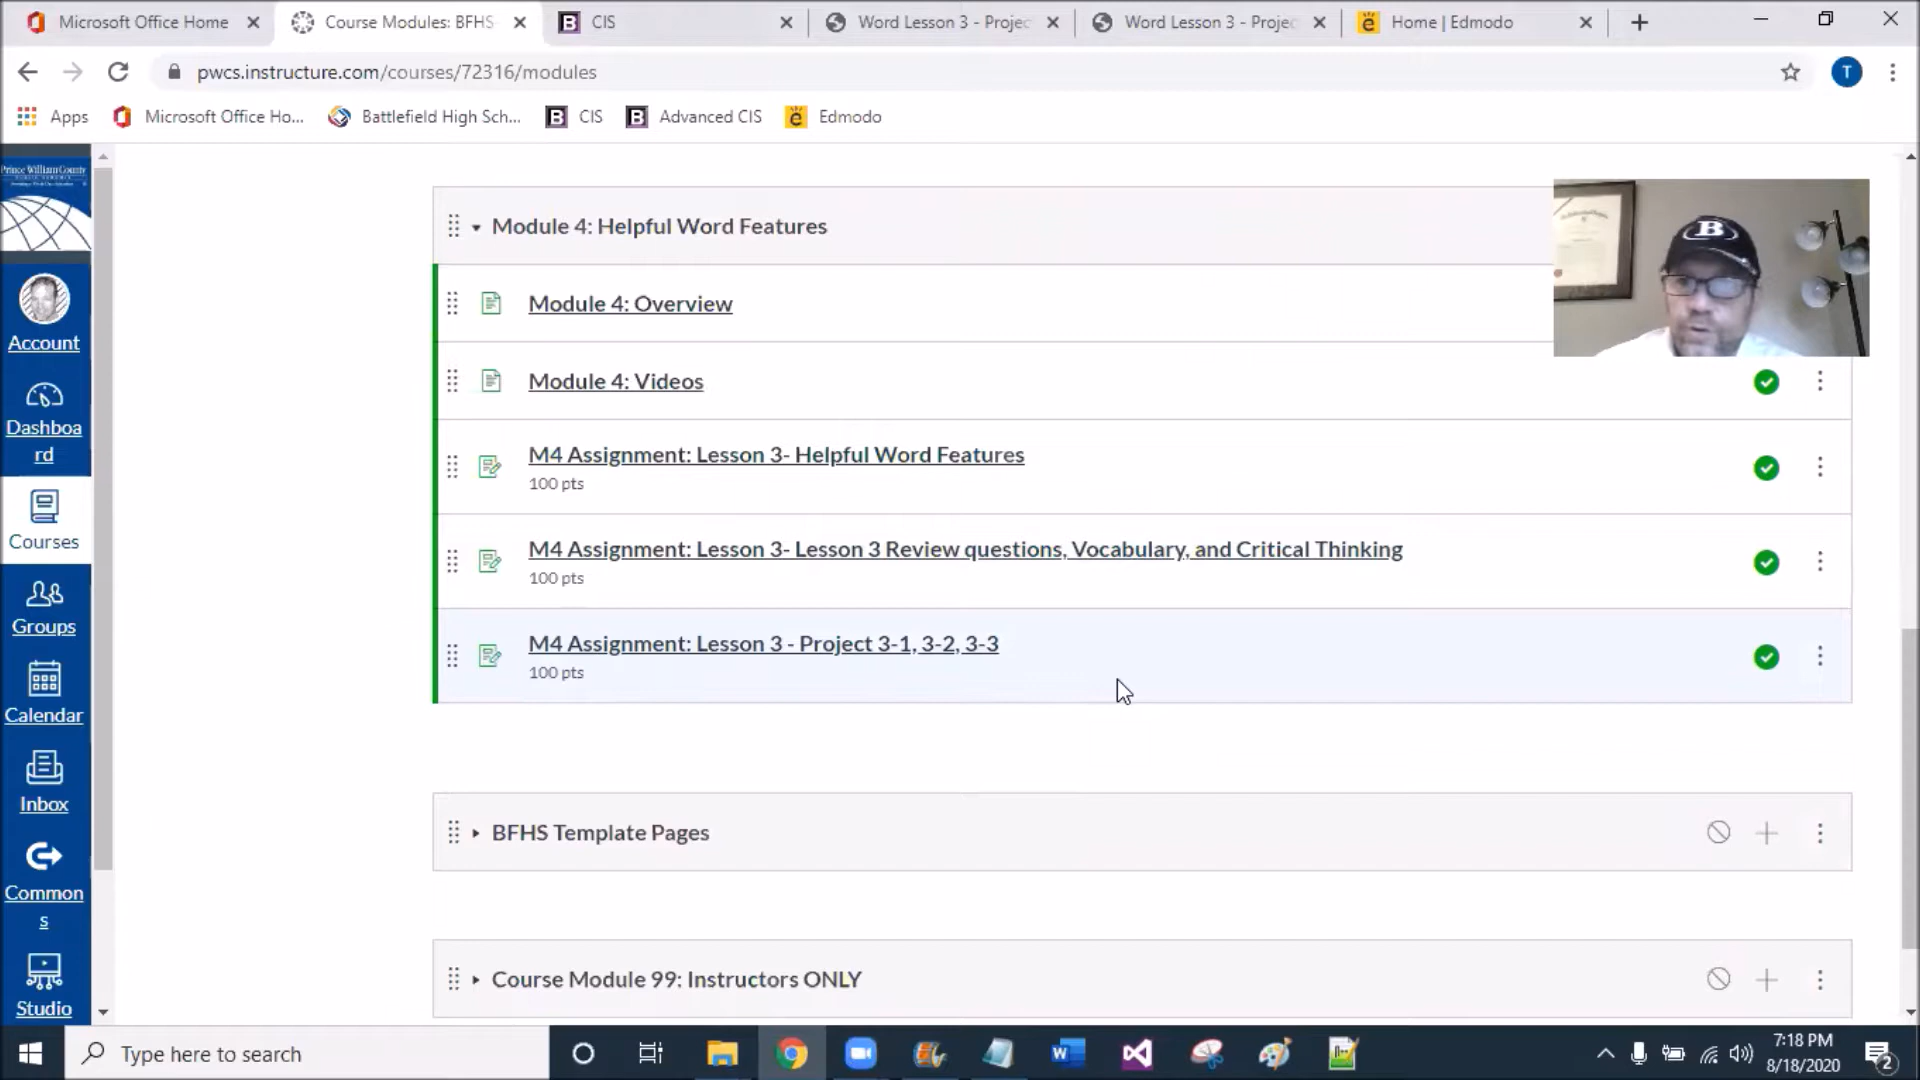 Microsoft Office Home
Course Modules: BFHS
CIS
Word Lesson 3 - Projec
Word Lesson 3 - Projec
Home | Edmodo
pwcs.instructure.com/courses/72316/modules
T
Apps
Microsoft Office Ho...
Battlefield High Sch...
B CIS
B Advanced CIS
Edmodo
Prince William County
Account
Dashboa
rd
Courses
Groups
Calendar
Inbox
Common
s
Studio
Module 4: Helpful Word Features
B
Module 4: Overview
Module 4: Videos
M4 Assignment: Lesson 3- Helpful Word Features
100 pts
M4 Assignment: Lesson 3- Lesson 3 Review questions, Vocabulary, and Critical Thinking
100 pts
M4 Assignment: Lesson 3 - Project 3-1, 3-2, 3-3
100 pts
BFHS Template Pages
Course Module 99: Instructors ONLY
Type here to search
7:18 PM
8/18/2020
2